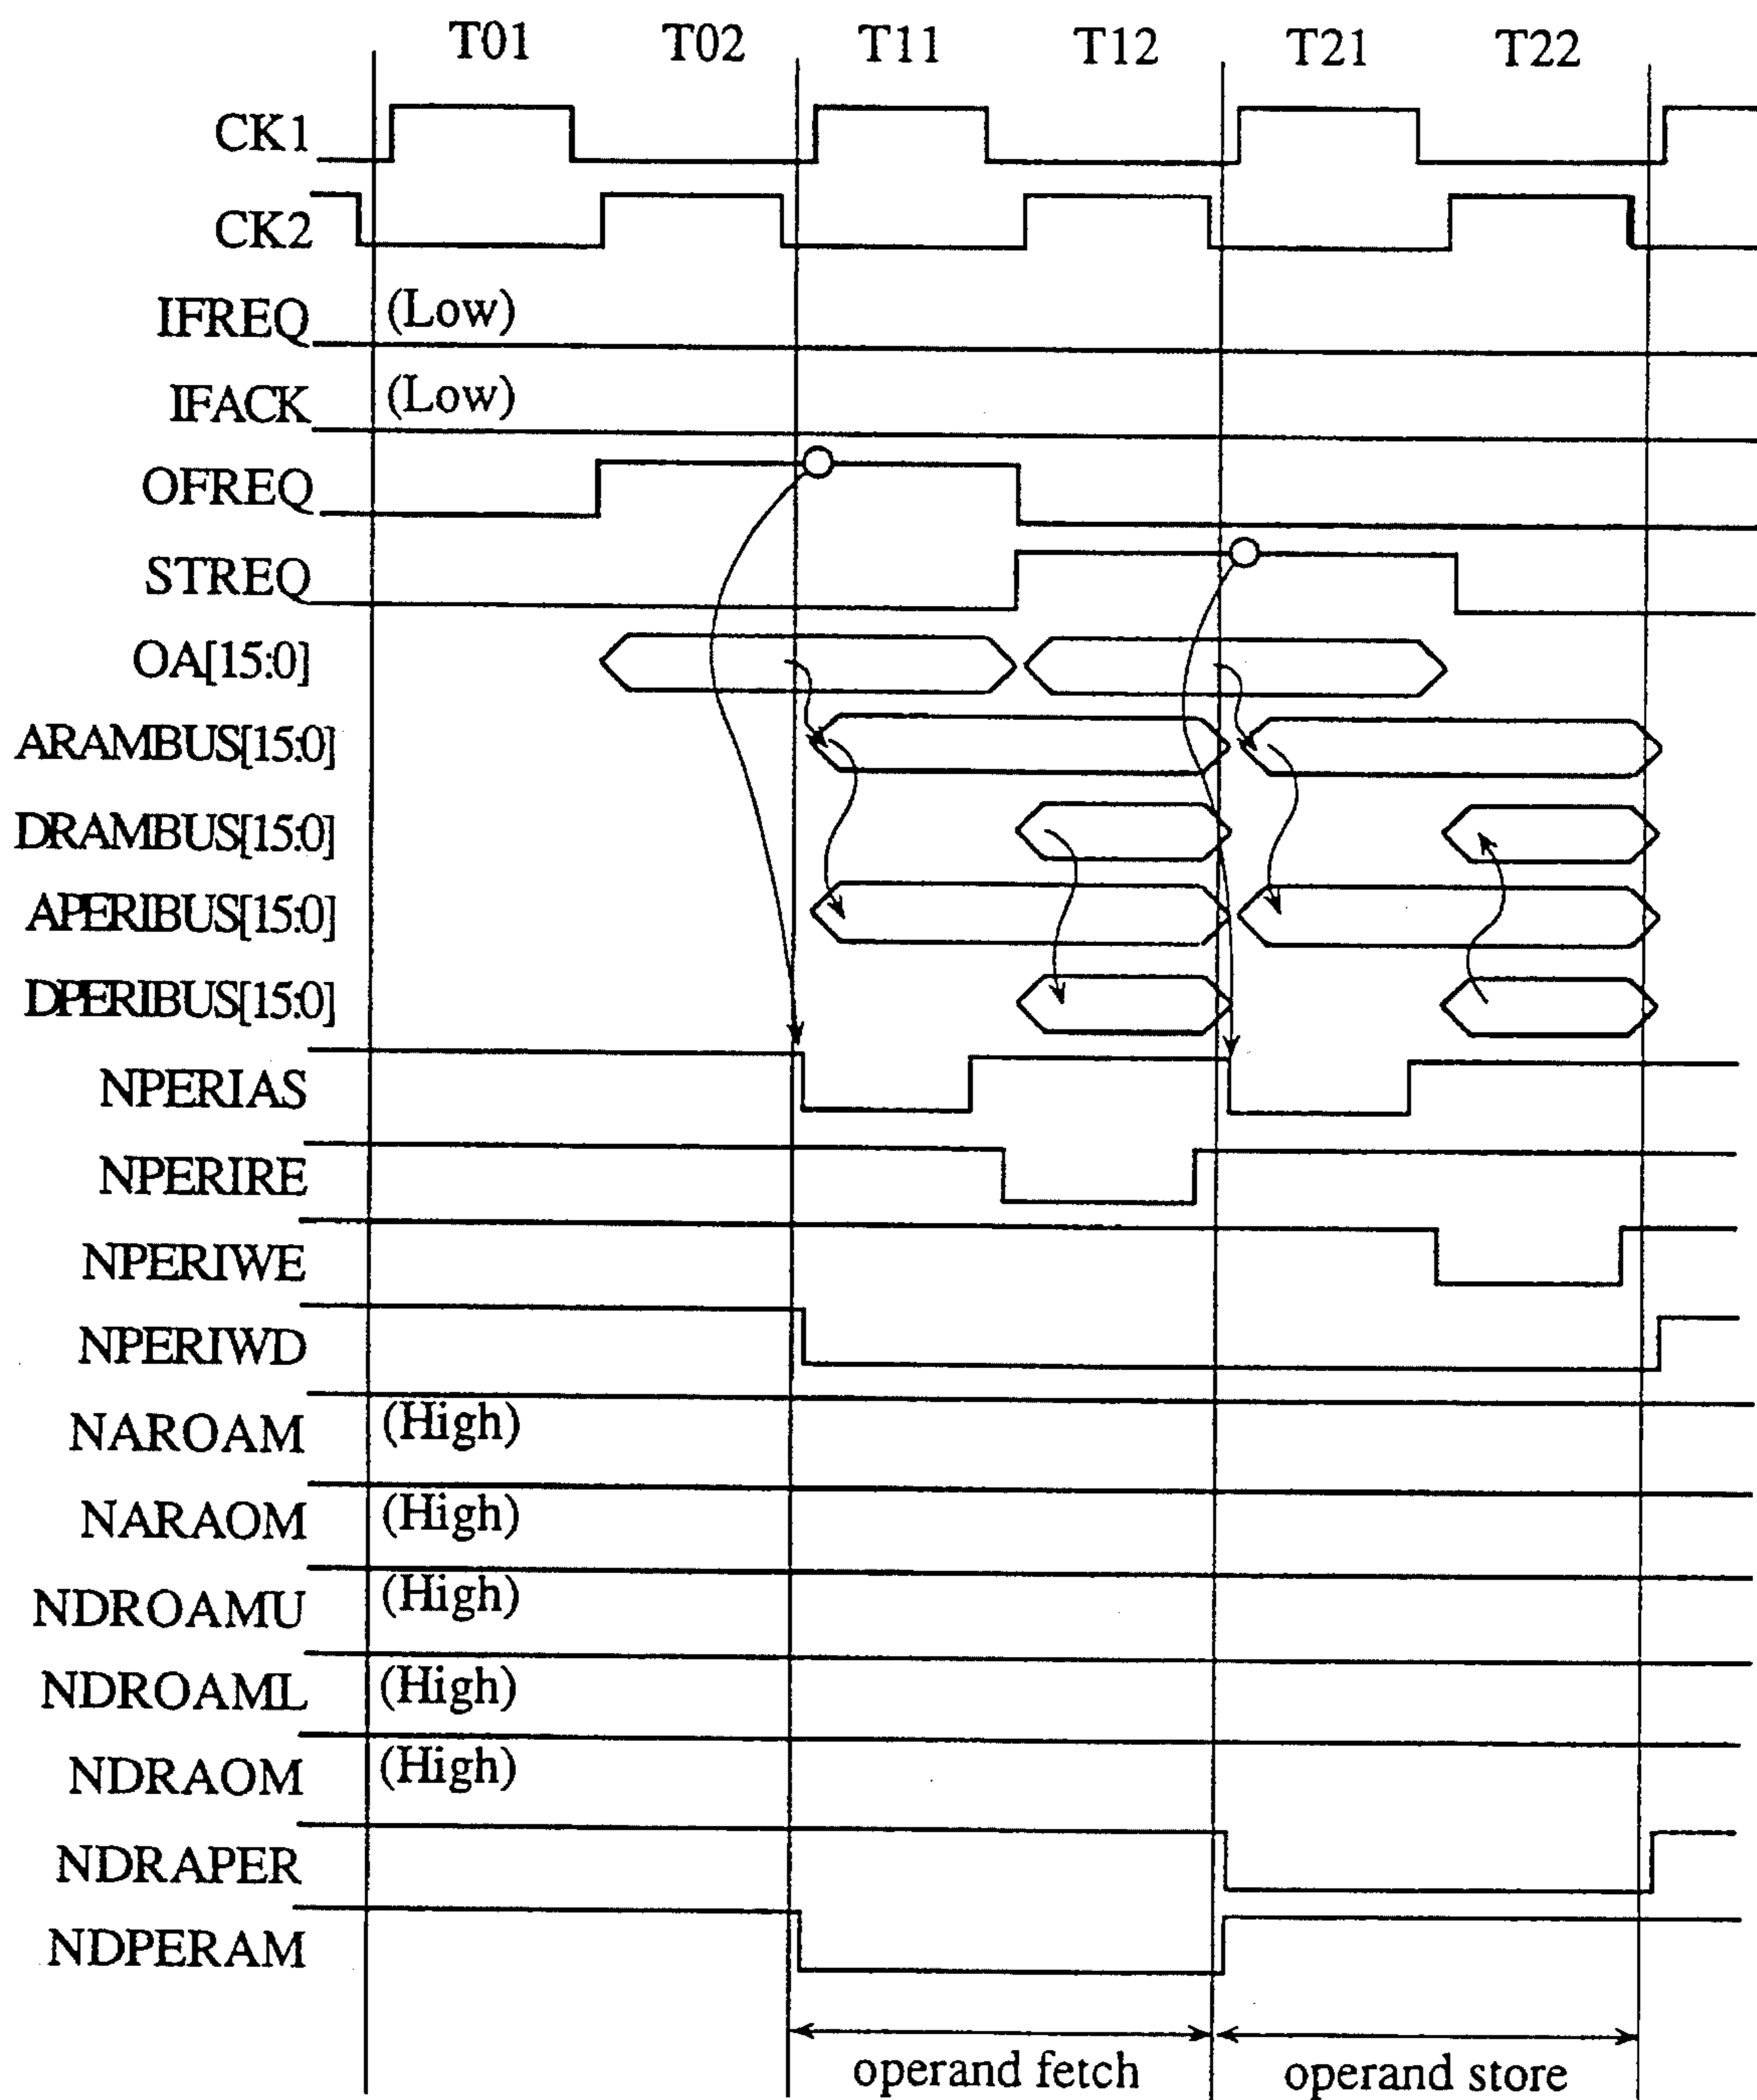 T01 T02 T11 T12 T21 T22
CK1
CK2
IFREQ (Low)
IFACK (Low)
OFREQ
STREQ
OA[15:0]
ARAMBUS[15:0]
DRAMBUS[15:0]
APERIBUS[15:0]
DPERIBUS[15:0]
NPERIAS
NPERIRE
NPERIWE
NPERIWD
NAROAM (High)
NARAOM (High)
NDROAMU (High)
NDROAML (High)
NDRAOM (High)
NDRAPER
NDPERAM
operand fetch operand store